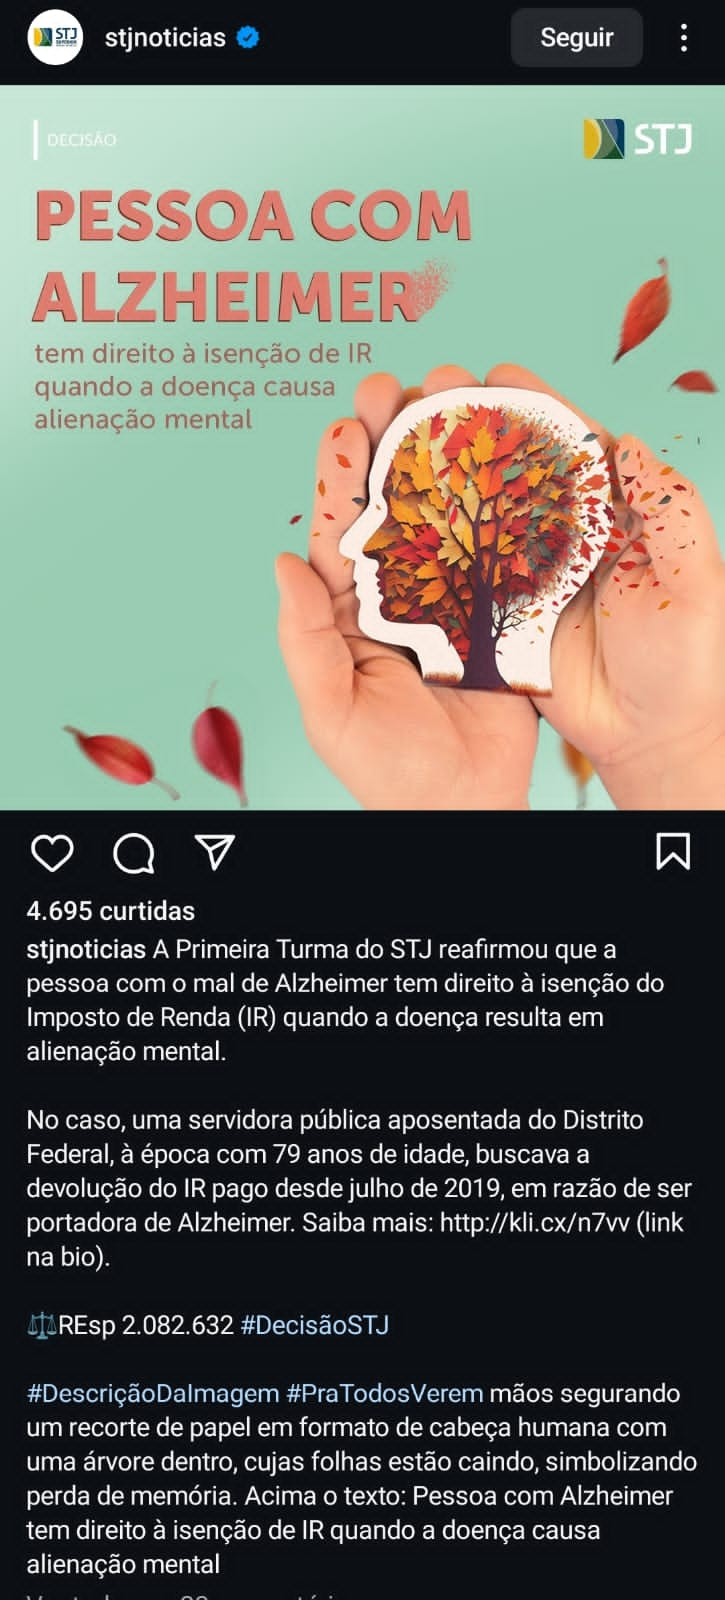 STJ
stjnoticias
Seguir
DECISÃO
STJ
PESSOA COM
ALZHEIMER
tem direito à isenção de IR
quando a doença causa
alienação mental
4.695 curtidas
stjnoticias A Primeira Turma do STJ reafirmou que a
pessoa com o mal de Alzheimer tem direito à isenção do
Imposto de Renda (IR) quando a doença resulta em
alienação mental.
No caso, uma servidora pública aposentada do Distrito
Federal, à época com 79 anos de idade, buscava a
devolução do IR pago desde julho de 2019, em razão de ser
portadora de Alzheimer. Saiba mais: http://kli.cx/n7vv (link
na bio).
⚖️REsp 2.082.632 #DecisãoSTJ
#DescriçãoDaImagem #PraTodosVerem mãos segurando
um recorte de papel em formato de cabeça humana com
uma árvore dentro, cujas folhas estão caindo, simbolizando
perda de memória. Acima o texto: Pessoa com Alzheimer
tem direito à isenção de IR quando a doença causa
alienação mental